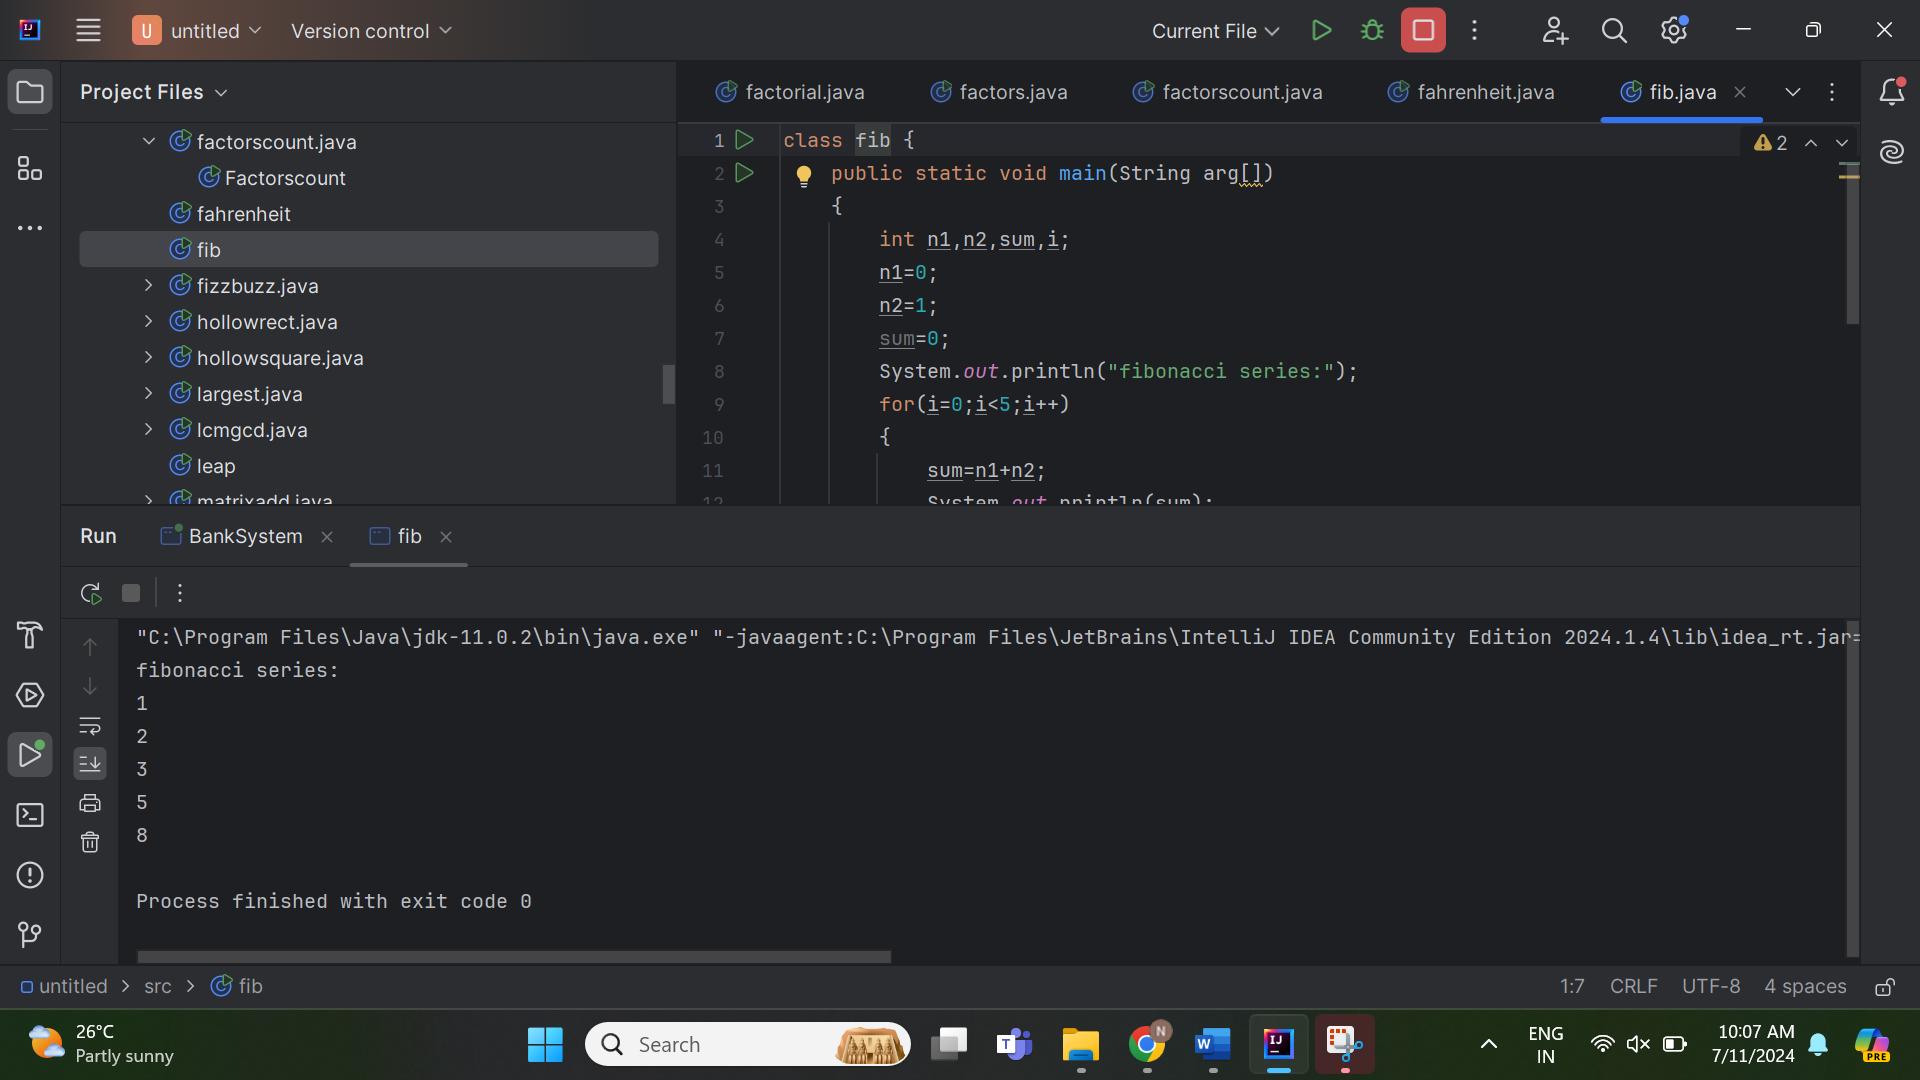 untitled
Version control
Current File
Project Files
factorscount.java
Factorscount
fahrenheit
fib
fizzbuzz.java
hollowrect.java
hollowsquare.java
largest.java
lcmgcd.java
leap
matrixadd.java
factorial.java
factors.java
factorscount.java
fahrenheit.java
fib.java
2
1 class fib {
2 public static void main(String arg[])
3 {
4 int n1,n2,sum,i;
5 n1=0;
6 n2=1;
7 sum=0;
8 System.out.println("fibonacci series:");
9 for(i=0;i<5;i++)
10 {
11 sum=n1+n2;
12 System.out.println(sum);
Run
BankSystem
fib
"C:\Program Files\Java\jdk-11.0.2\bin\java.exe" "-javaagent:C:\Program Files\JetBrains\IntelliJ IDEA Community Edition 2024.1.4\lib\idea_rt.jar=
fibonacci series:
1
2
3
5
8
Process finished with exit code 0
untitled > src > fib
1:7 CRLF UTF-8 4 spaces
26°C
Partly sunny
Search
ENG
IN
10:07 AM
7/11/2024
PRE